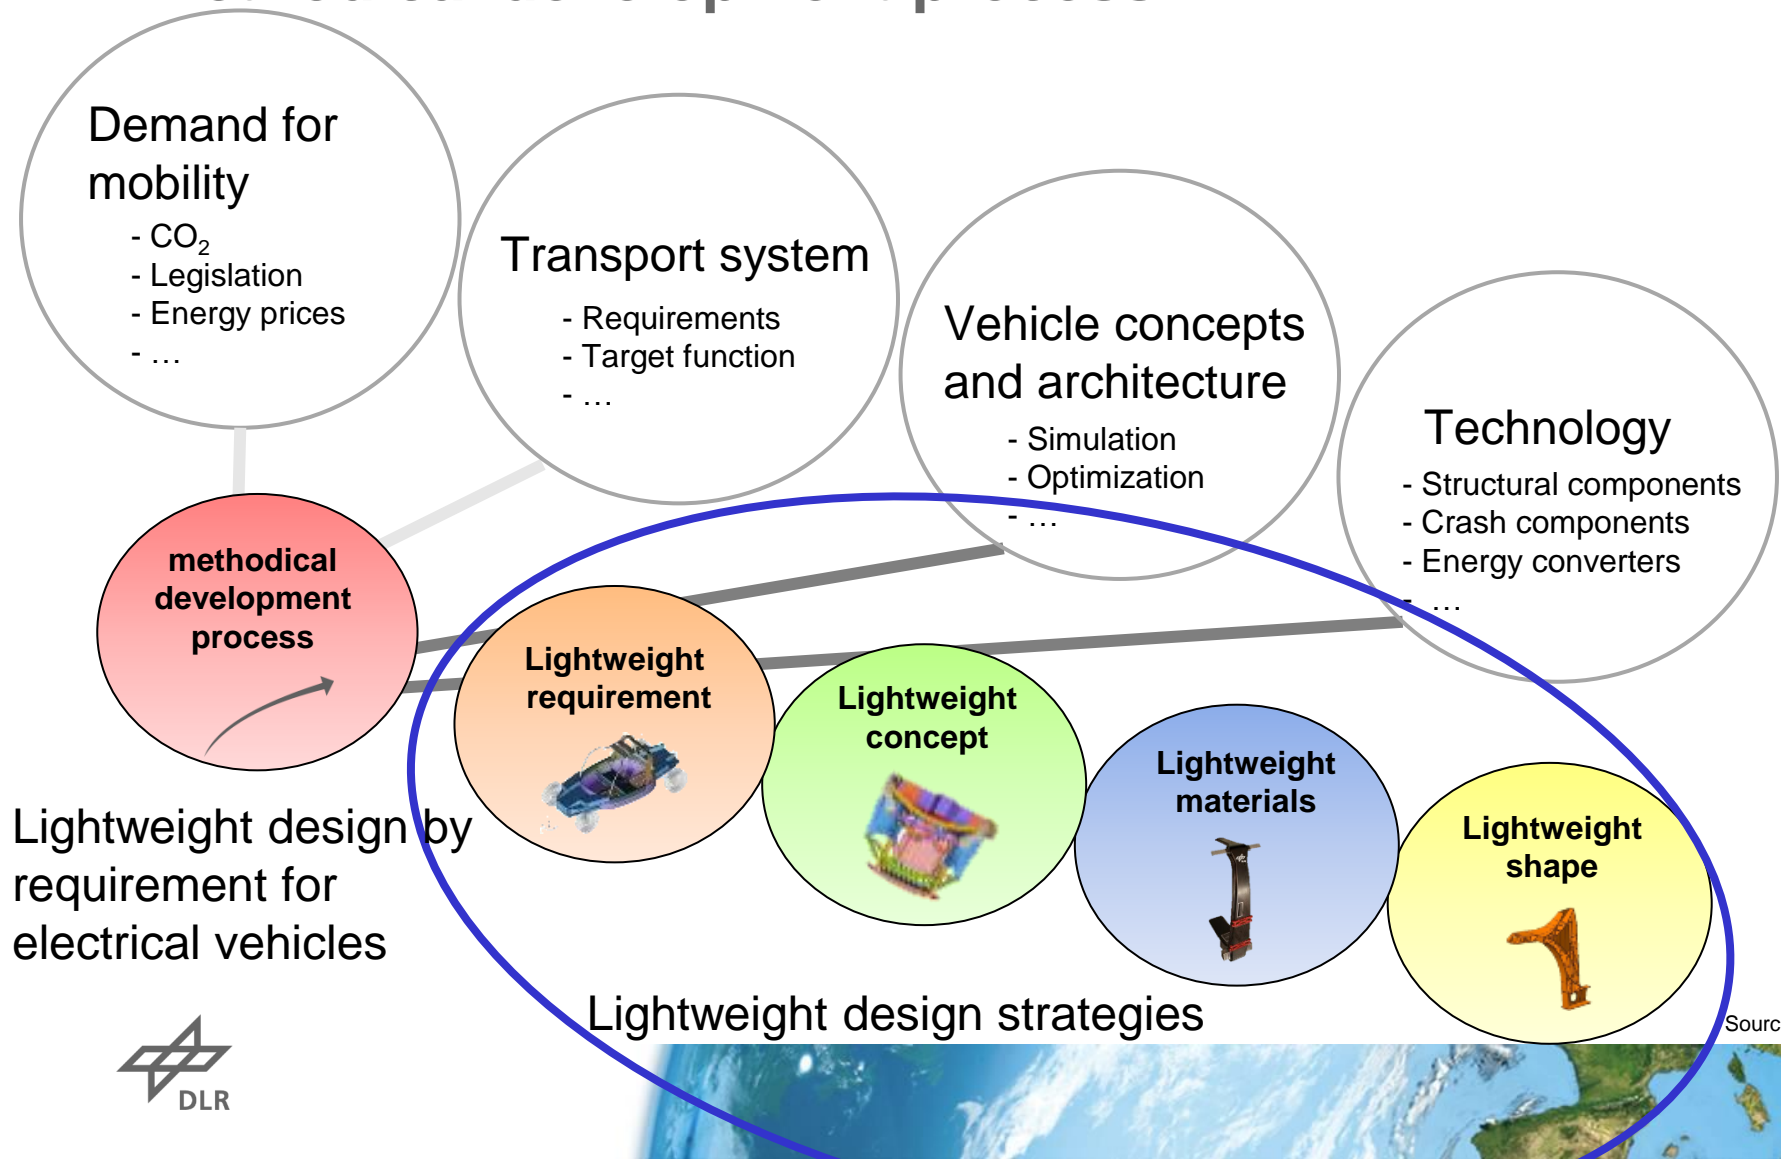 development process
Demand for
mobility
- CO₂
- Legislation
- Energy prices
- …
Transport system
- Requirements
- Target function
- …
Vehicle concepts
and architecture
- Simulation
- Optimization
- …
Technology
- Structural components
- Crash components
- Energy converters
- …
methodical
development
process
Lightweight
requirement
Lightweight
concept
Lightweight
materials
Lightweight
shape
Lightweight design by
requirement for
electrical vehicles
Lightweight design strategies
DLR